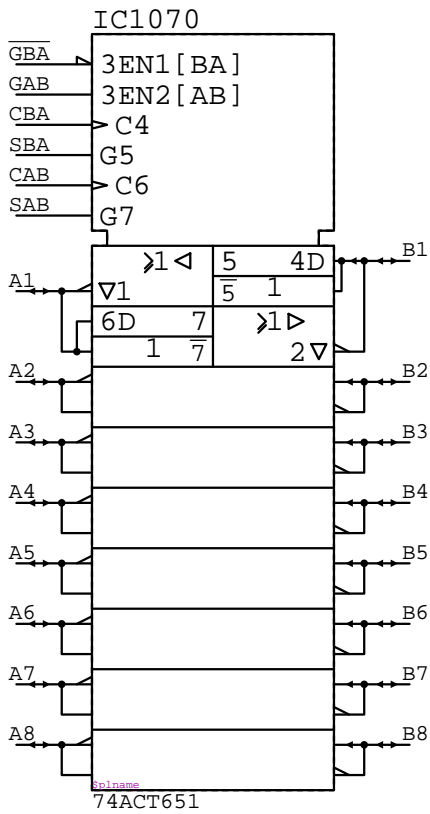 IC1070
GBA
3EN1[BA]
GAB
3EN2[AB]
CBA
C4
SBA
G5
CAB
C6
SAB
G7
A1
≥1
5 4D
B1
▽1
5 1
6D 7
≥1
1 7
2▽
A2
B2
A3
B3
A4
B4
A5
B5
A6
B6
A7
B7
A8
B8
$plname
74ACT651